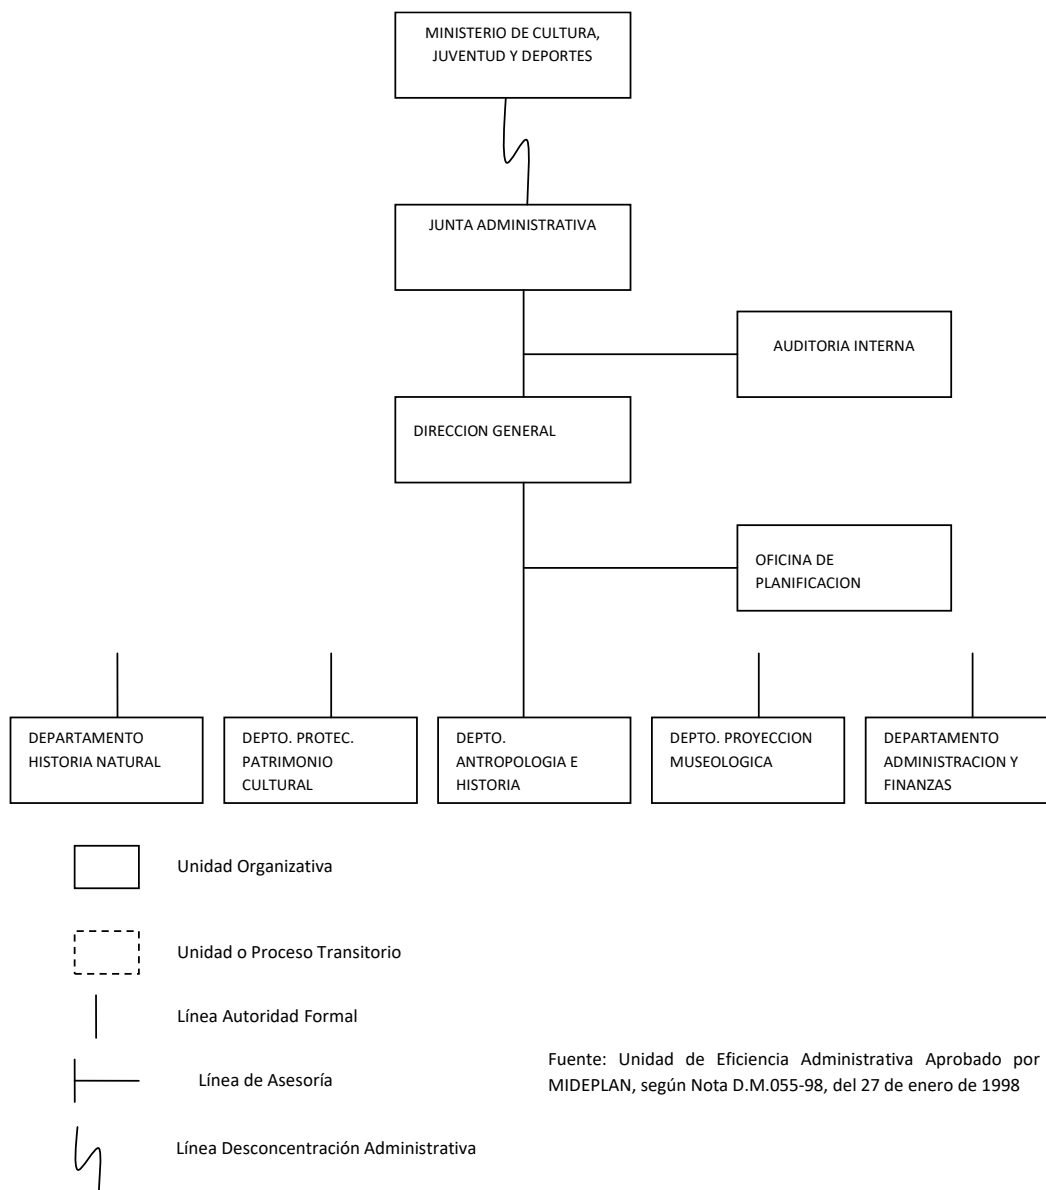 MINISTERIO DE CULTURA,
JUVENTUD Y DEPORTES
JUNTA ADMINISTRATIVA
AUDITORIA INTERNA
DIRECCION GENERAL
OFICINA DE
PLANIFICACION
DEPARTAMENTO
HISTORIA NATURAL
DEPTO. PROTEC.
PATRIMONIO
CULTURAL
DEPTO.
ANTROPOLOGIA E
HISTORIA
DEPTO. PROYECCION
MUSEOLOGICA
DEPARTAMENTO
ADMINISTRACION Y
FINANZAS
Unidad Organizativa
Unidad o Proceso Transitorio
Línea Autoridad Formal
Línea de Asesoría
Línea Desconcentración Administrativa
Fuente: Unidad de Eficiencia Administrativa Aprobado por
MIDEPLAN, según Nota D.M.055-98, del 27 de enero de 1998